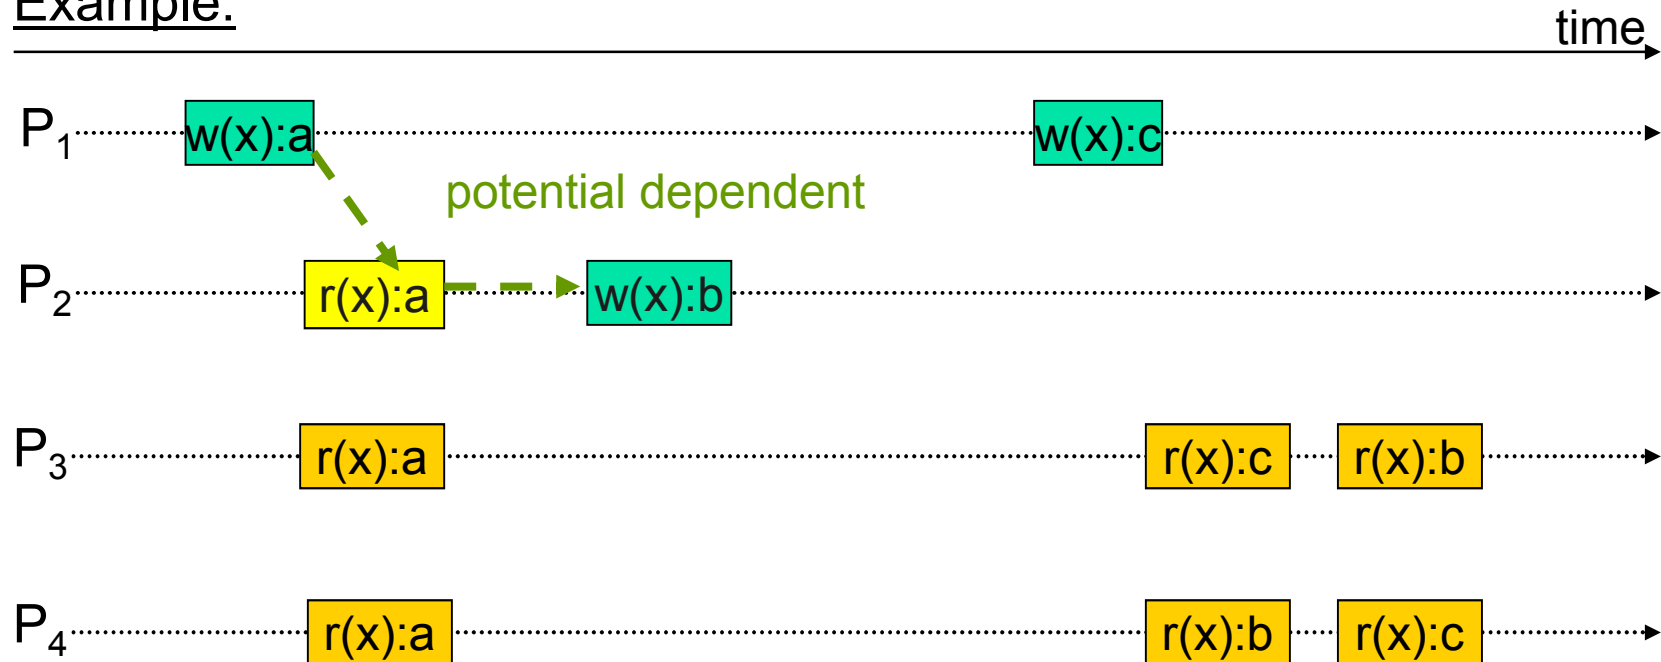 Example:
time
P1 w(x):a w(x):c
potential dependent
P2 r(x):a w(x):b
P3 r(x):a r(x):c r(x):b
P4 r(x):a r(x):b r(x):c